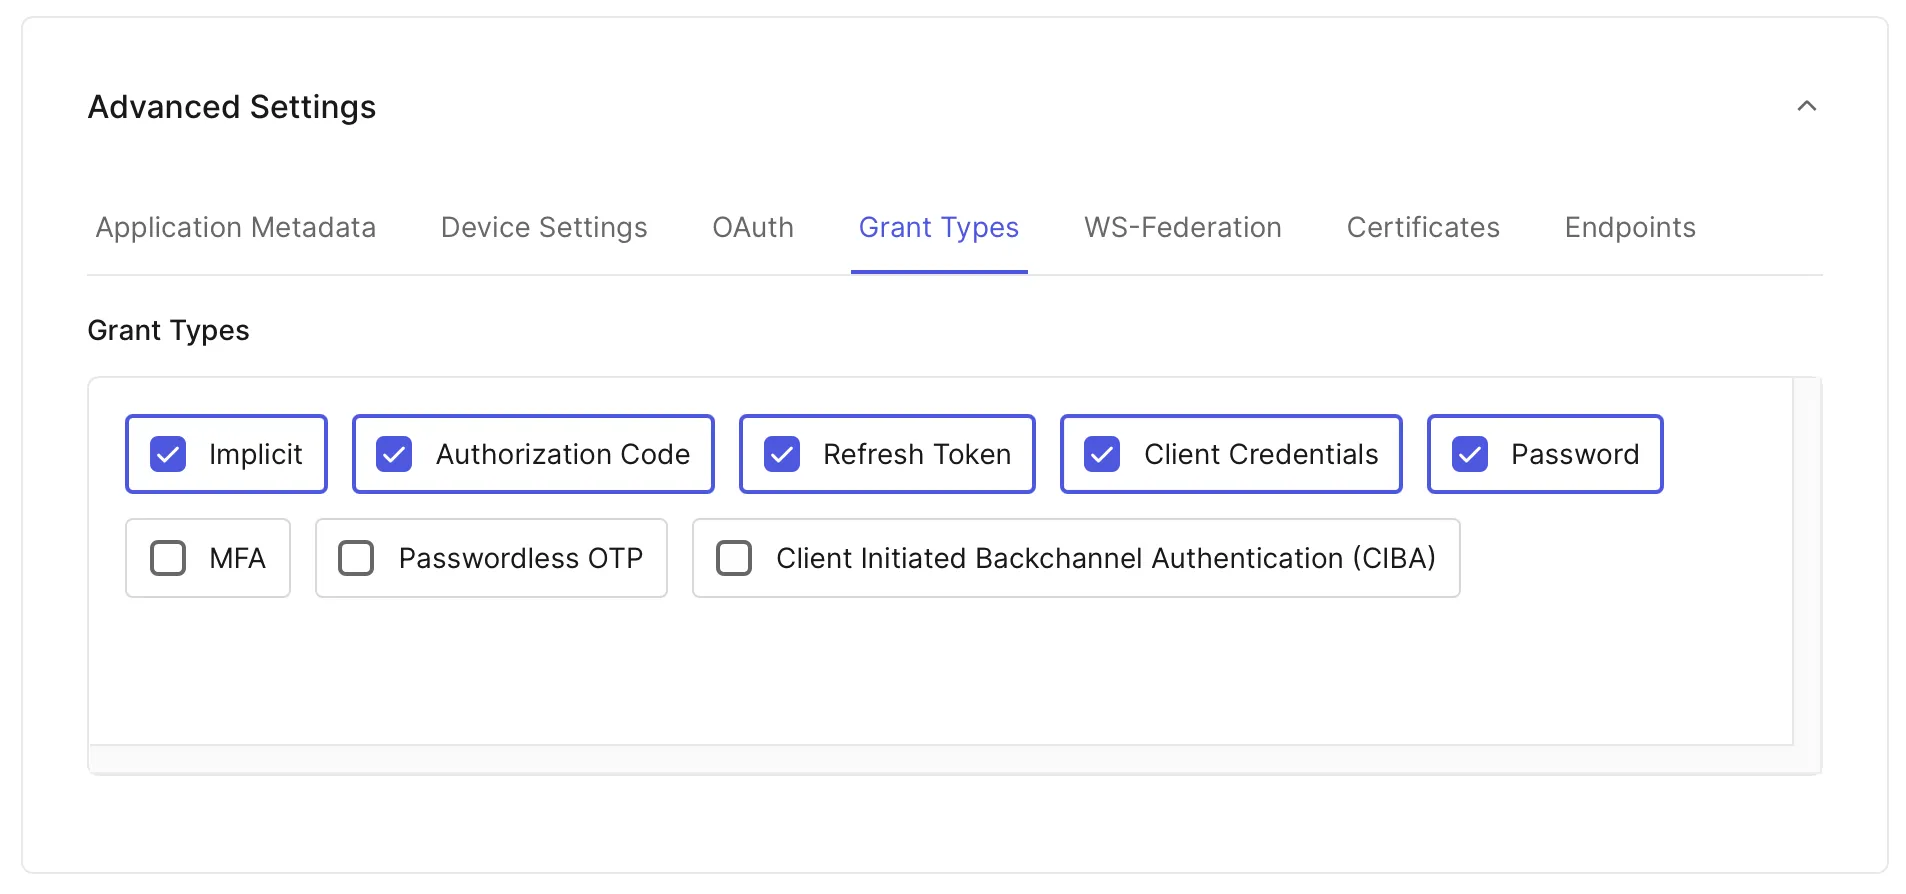 Advanced Settings
Application Metadata Device Settings OAuth Grant Types WS-Federation Certificates Endpoints
Grant Types
Implicit Authorization Code Refresh Token Client Credentials Password
MFA Passwordless OTP Client Initiated Backchannel Authentication (CIBA)